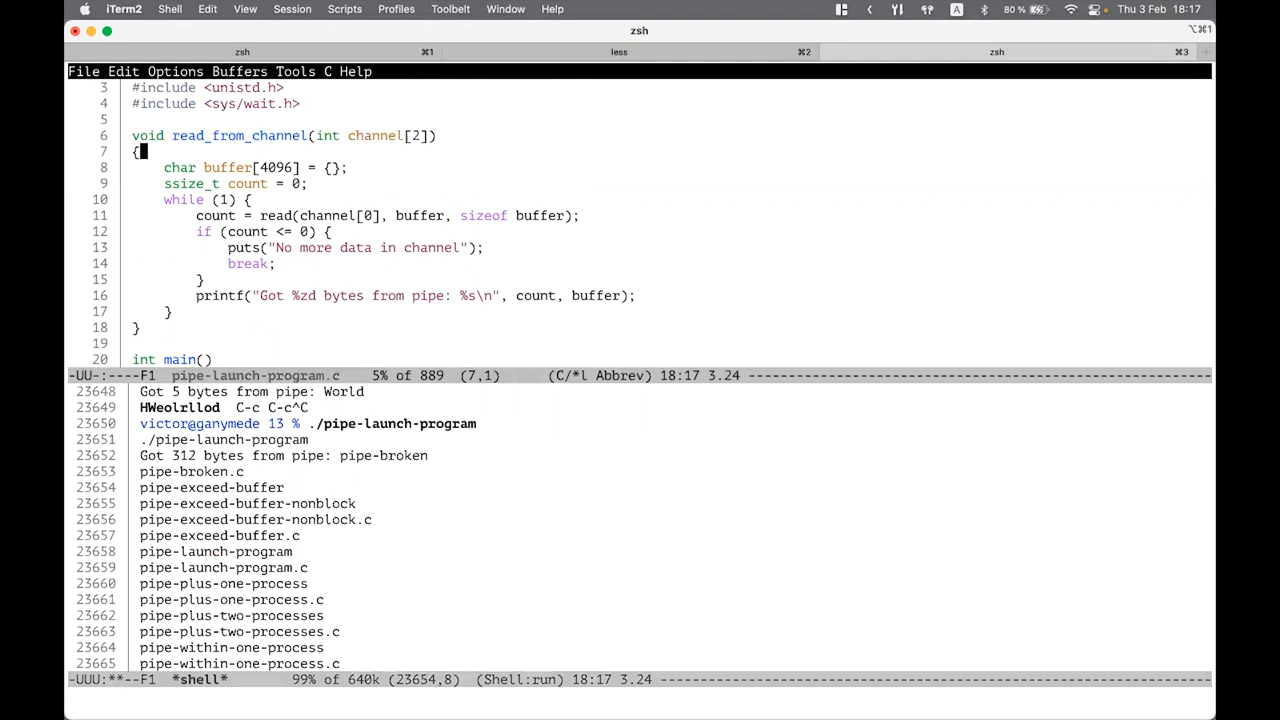 iTerm2 Shell Edit View Session Scripts Profiles Toolbelt Window Help A 80 % Thu 3 Feb 18:17
zsh ⌥⌘1
zsh ⌘1 less ⌘2 zsh ⌘3 +
File Edit Options Buffers Tools C Help
3 #include <unistd.h>
4 #include <sys/wait.h>
5
6 void read_from_channel(int channel[2])
7 {
8 char buffer[4096] = {};
9 ssize_t count = 0;
10 while (1) {
11 count = read(channel[0], buffer, sizeof buffer);
12 if (count <= 0) {
13 puts("No more data in channel");
14 break;
15 }
16 printf("Got %zd bytes from pipe: %s\n", count, buffer);
17 }
18 }
19
20 int main()
-UU-:----F1 pipe-launch-program.c 5% of 889 (7,1) (C/*l Abbrev) 18:17 3.24 -----------------------------------------------------------
23648 Got 5 bytes from pipe: World
23649 HWeolrllod C-c C-c^C
23650 victor@ganymede 13 % ./pipe-launch-program
23651 ./pipe-launch-program
23652 Got 312 bytes from pipe: pipe-broken
23653 pipe-broken.c
23654 pipe-exceed-buffer
23655 pipe-exceed-buffer-nonblock
23656 pipe-exceed-buffer-nonblock.c
23657 pipe-exceed-buffer.c
23658 pipe-launch-program
23659 pipe-launch-program.c
23660 pipe-plus-one-process
23661 pipe-plus-one-process.c
23662 pipe-plus-two-processes
23663 pipe-plus-two-processes.c
23664 pipe-within-one-process
23665 pipe-within-one-process.c
-UUU:**--F1 *shell* 99% of 640k (23654,8) (Shell:run) 18:17 3.24 ----------------------------------------------------------------------